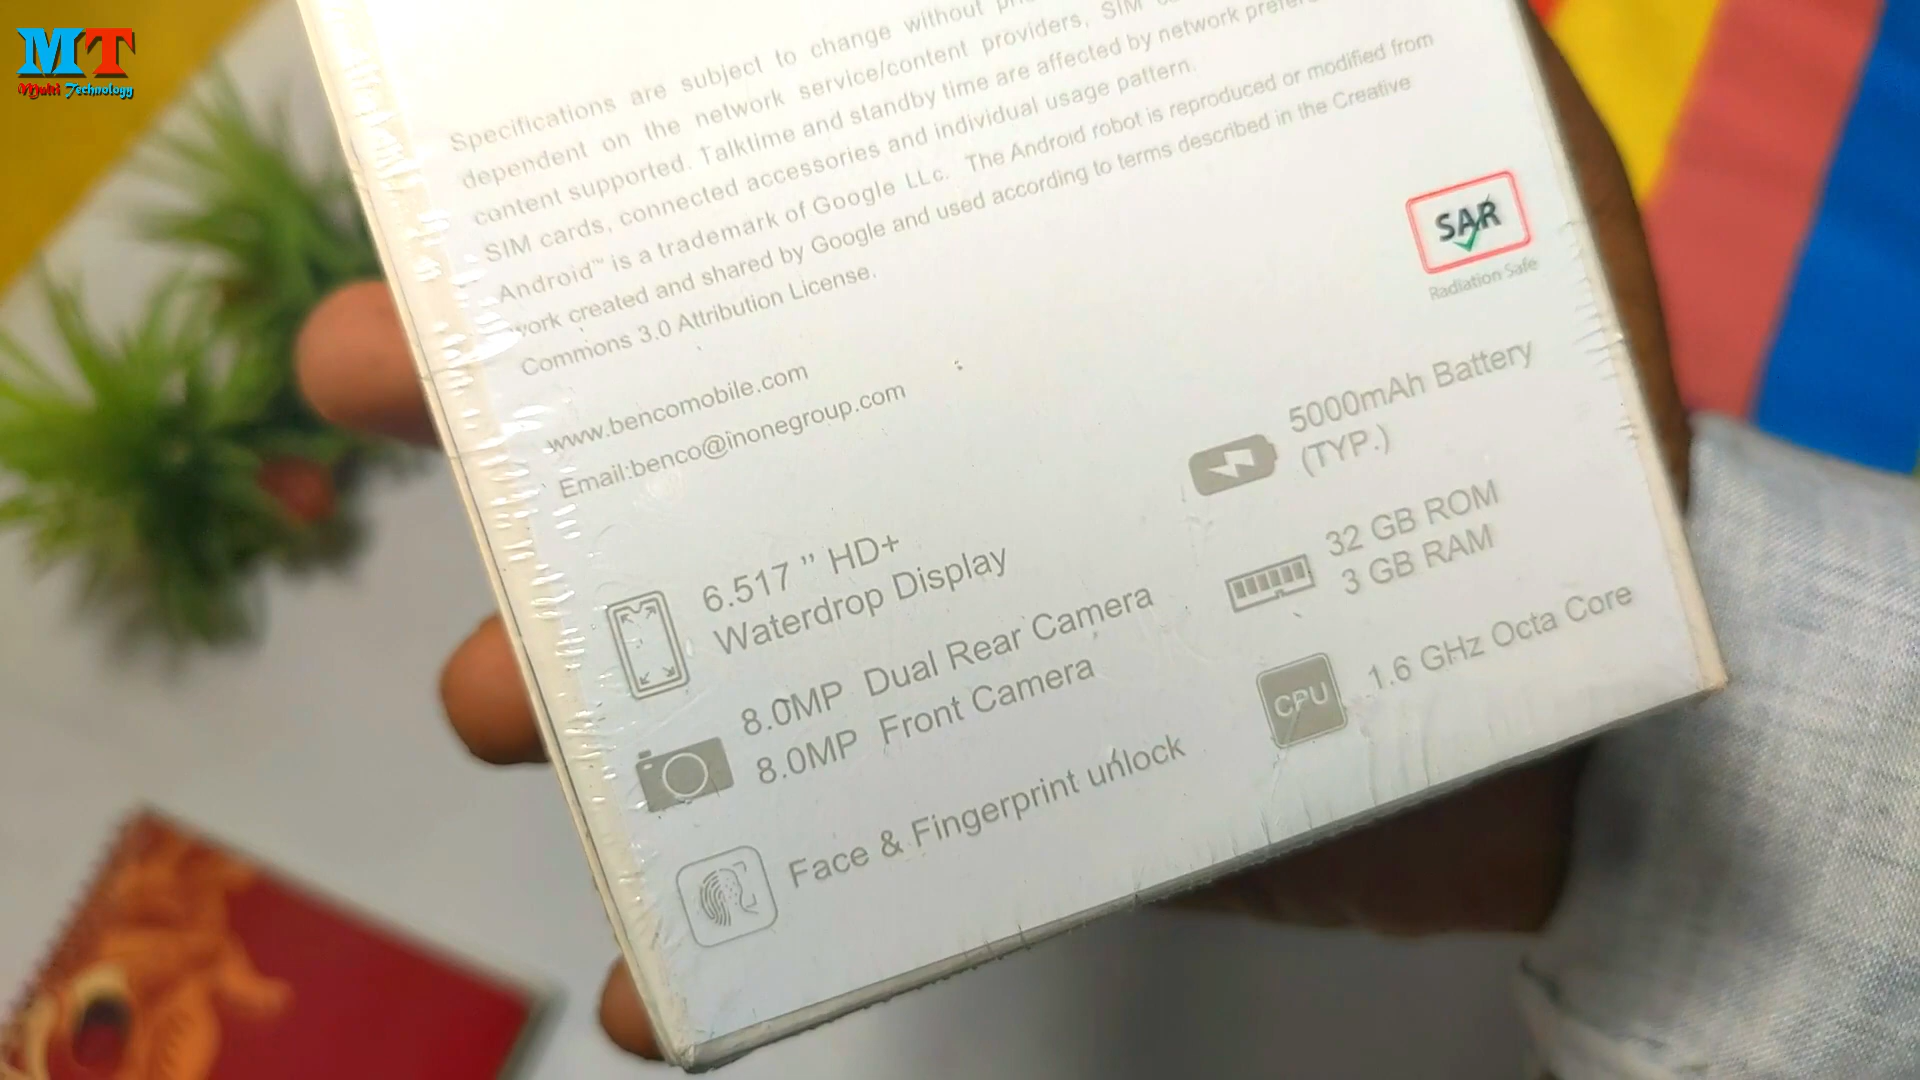 MT
Multi Technology
Specifications are subject to change without
dependent on the network service/content providers, SIM
content supported. Talktime and standby time are affected by network
SIM cards, connected accessories and individual usage pattern.
Android™ is a trademark of Google LLc. The Android robot is reproduced or modified from
work created and shared by Google and used according to terms described in the Creative
Commons 3.0 Attribution License.
SAR
Radiation Safe
www.bencomobile.com
Email:benco@inonegroup.com
6.517 ” HD+
Waterdrop Display
8.0MP Dual Rear Camera
8.0MP Front Camera
Face & Fingerprint unlock
5000mAh Battery
(TYP.)
32 GB ROM
3 GB RAM
CPU
1.6 GHz Octa Core